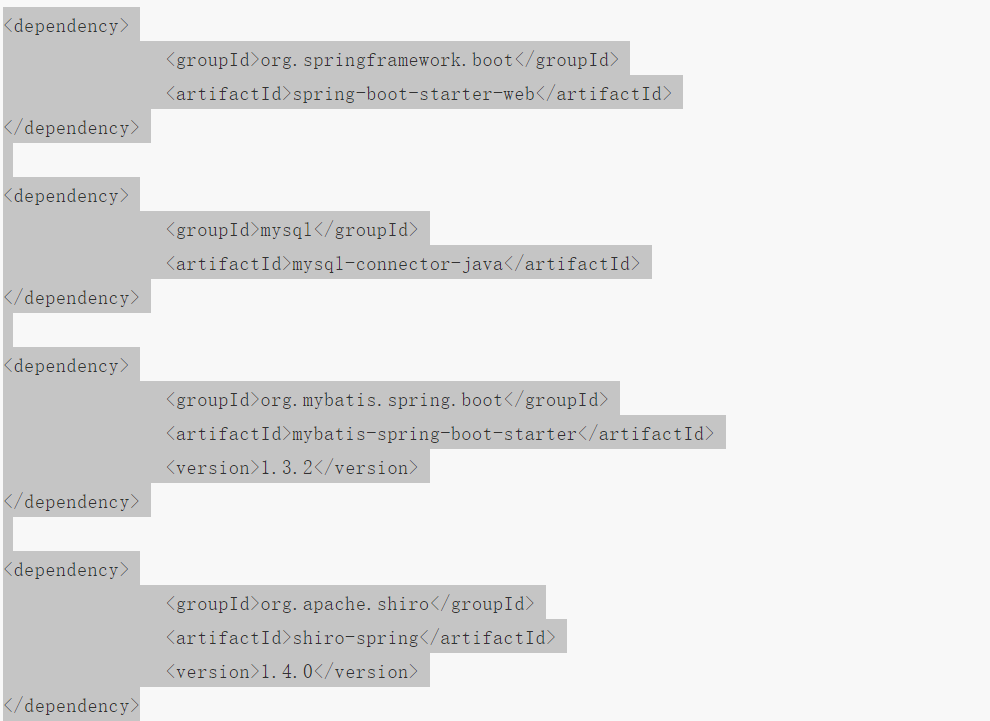 <dependency>
<groupId>org.springframework.boot</groupId>
<artifactId>spring-boot-starter-web</artifactId>
</dependency>
<dependency>
<groupId>mysql</groupId>
<artifactId>mysql-connector-java</artifactId>
</dependency>
<dependency>
<groupId>org.mybatis.spring.boot</groupId>
<artifactId>mybatis-spring-boot-starter</artifactId>
<version>1.3.2</version>
</dependency>
<dependency>
<groupId>org.apache.shiro</groupId>
<artifactId>shiro-spring</artifactId>
<version>1.4.0</version>
</dependency>